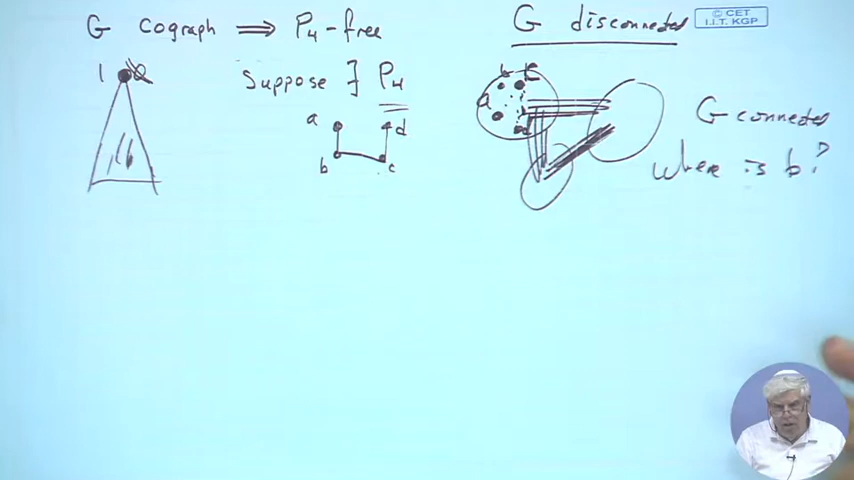 G cograph ⟹ P4-free
G disconnected
© CET
I.I.T. KGP
1
Suppose ∃ P4
a
d
b
c
a
b
c
d
G connected
Where is b?